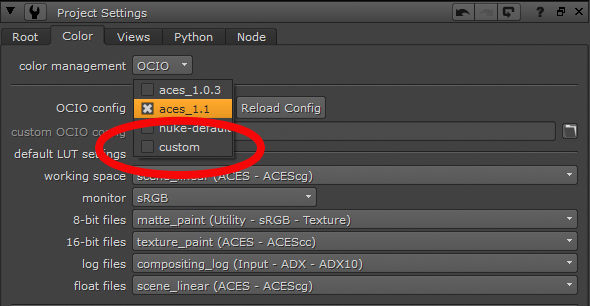 Project Settings
Root Color Views Python Node
color management OCIO
aces_1.0.3
OCIO config aces_1.1 Reload Config
nuke-default
custom OCIO config
custom
default LUT settings
working space scene_linear (ACES - ACEScg)
monitor sRGB
8-bit files matte_paint (Utility - sRGB - Texture)
16-bit files texture_paint (ACES - ACEScc)
log files compositing_log (Input - ADX - ADX10)
float files scene_linear (ACES - ACEScg)